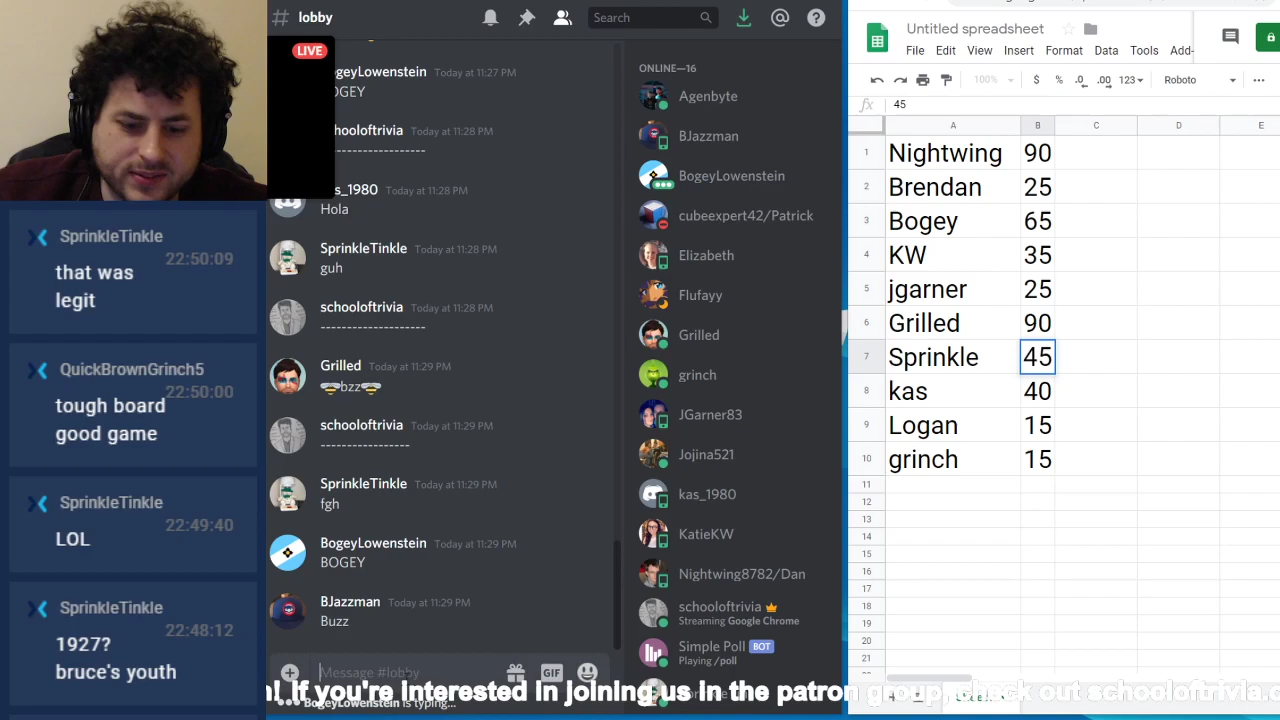 SprinkleTinkle
22:50:09
that was
legit
QuickBrownGrinch5
22:50:00
tough board
good game
SprinkleTinkle
22:49:40
LOL
SprinkleTinkle
22:48:12
1927?
bruce's youth
# lobby
Search
LIVE
ogeyLowenstein Today at 11:27 PM
OGEY
chooloftrivia Today at 11:28 PM
-------------------
s_1980 Today at 11:28 PM
Hola
SprinkleTinkle Today at 11:28 PM
guh
schooloftrivia Today at 11:28 PM
-------------------
Grilled Today at 11:29 PM
🐝bzz🐝
schooloftrivia Today at 11:29 PM
----------------
SprinkleTinkle Today at 11:29 PM
fgh
BogeyLowenstein Today at 11:29 PM
BOGEY
BJazzman Today at 11:29 PM
Buzz
Message #lobby
GIF
BogeyLowenstein is typing...
ONLINE—16
Agenbyte
BJazzman
BogeyLowenstein
cubeexpert42/Patrick
Elizabeth
Flufayy
Grilled
grinch
JGarner83
Jojina521
kas_1980
KatieKW
Nightwing8782/Dan
schooloftrivia
Streaming Google Chrome
Simple Poll BOT
Playing /poll
Untitled spreadsheet
File Edit View Insert Format Data Tools Add-
100% $ % .0 .00 123 Roboto
fx 45
A B C D E
1 Nightwing 90
2 Brendan 25
3 Bogey 65
4 KW 35
5 jgarner 25
6 Grilled 90
7 Sprinkle 45
8 kas 40
9 Logan 15
10 grinch 15
11
12
13
14
15
16
17
18
19
20
21
! If you're interested in joining us in the patron group, check out schooloftrivia.c